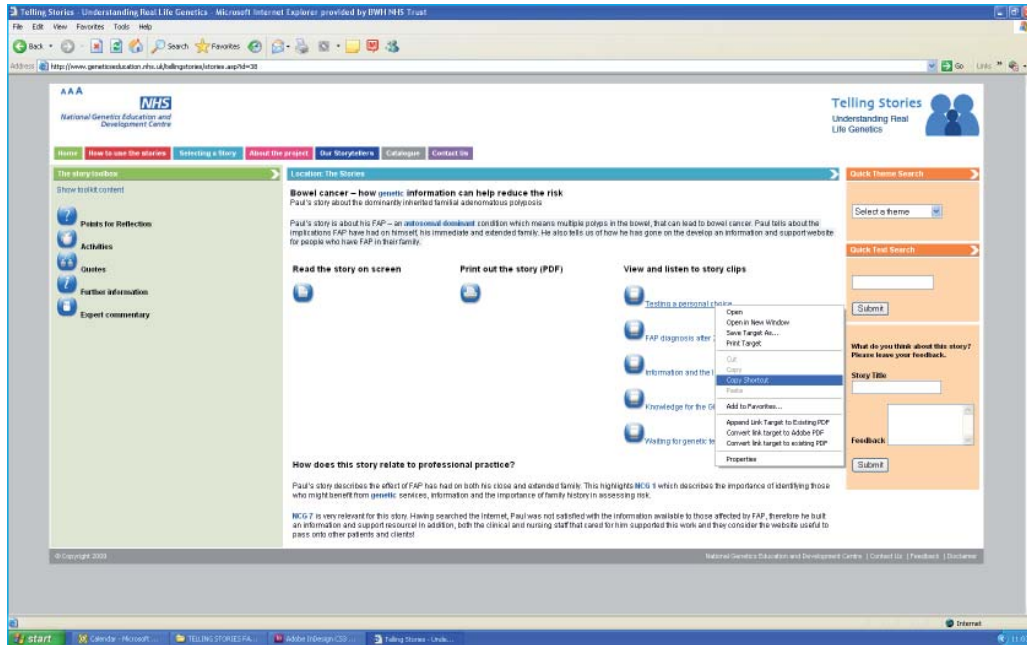 Telling Stories - Understanding Real Life Genetics - Microsoft Internet Explorer provided by BWH NHS Trust
File Edit View Favorites Tools Help
Back Search Favorites
Address http://www.geneticseducation.nhs.uk/tellingstories/stories.asp?id=38 Go Links
A A A
NHS
National Genetics Education and
Development Centre
Telling Stories
Understanding Real
Life Genetics
Home How to use the stories Selecting a Story About the project Our Storytellers Catalogue Contact Us
The story toolbox
Show toolkit content
Points for Reflection
Activities
Quotes
Further information
Expert commentary
Location: The Stories
Bowel cancer – how genetic information can help reduce the risk
Paul's story about the dominantly inherited familial adenomatous polyposis
Paul's story is about his FAP – an autosomal dominant condition which means multiple polyps in the bowel, that can lead to bowel cancer. Paul tells about the
implications FAP have had on himself, his immediate and extended family. He also tells us of how he has gone on the develop an information and support website
for people who have FAP in their family.
Read the story on screen
Print out the story (PDF)
View and listen to story clips
Testing a personal choice
FAP diagnosis after
Information and the
Knowledge for the
Waiting for genetic
Open
Open in New Window
Save Target As...
Print Target
Cut
Copy
Copy Shortcut
Paste
Add to Favorites...
Append Link Target to Existing PDF
Convert link target to Adobe PDF
Convert link target to existing PDF
Properties
How does this story relate to professional practice?
Paul's story describes the effect of FAP has had on both his close and extended family. This highlights NCG 1 which describes the importance of identifying those
who might benefit from genetic services, information and the importance of family history in assessing risk.
NCG 7 is very relevant for this story. Having searched the Internet, Paul was not satisfied with the information available to those affected by FAP, therefore he built
an information and support resource! In addition, both the clinical and nursing staff that cared for him supported this work and they consider the website useful to
pass onto other patients and clients!
Quick Theme Search
Select a theme
Quick Text Search
Submit
What do you think about this story?
Please leave your feedback.
Story Title
Feedback
Submit
© Copyright 2003
National Genetics Education and Development Centre | Contact Us | Feedback | Disclaimer
Internet
start Calendar - Microsoft ... TELLING STORIES FA... Adobe InDesign CS3 ... Telling Stories - Unde...